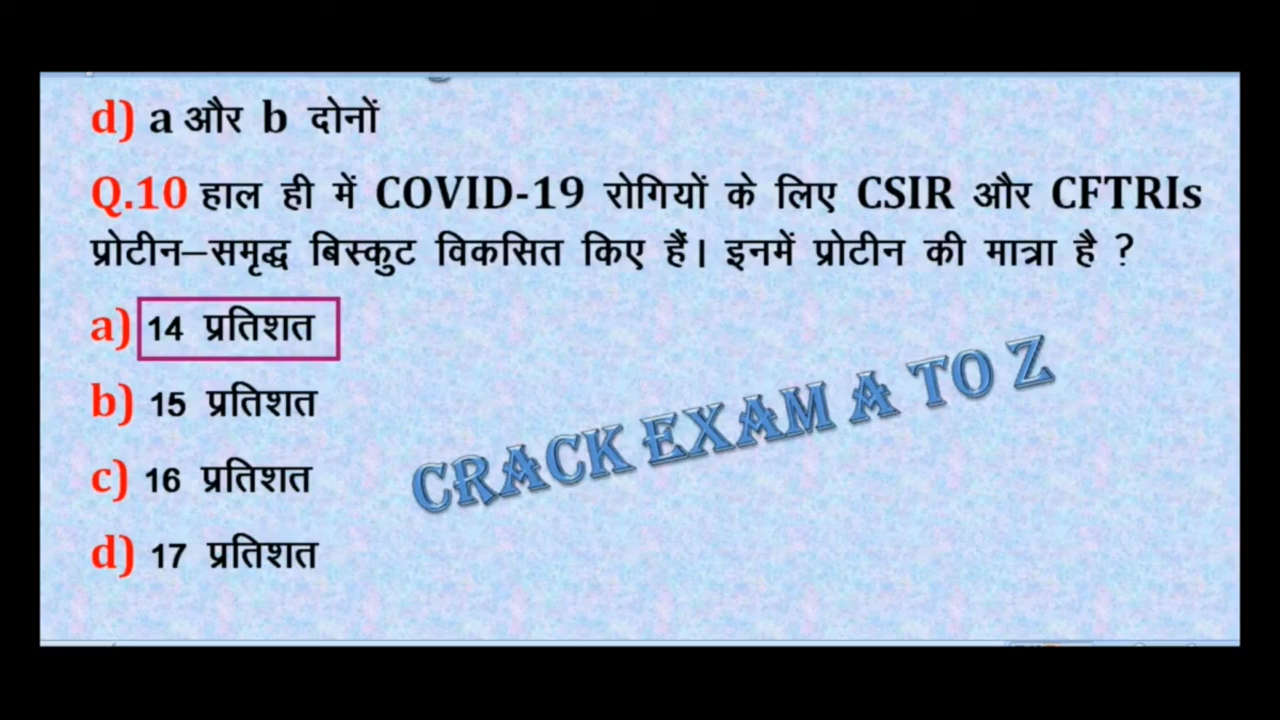 d) a और b दोनों
Q.10 हाल ही में COVID-19 रोगियों के लिए CSIR और CFTRIs
प्रोटीन–समृद्ध बिस्कुट विकसित किए हैं। इनमें प्रोटीन की मात्रा है ?
a) 14 प्रतिशत
b) 15 प्रतिशत
c) 16 प्रतिशत
d) 17 प्रतिशत
CRACK EXAM A TO Z